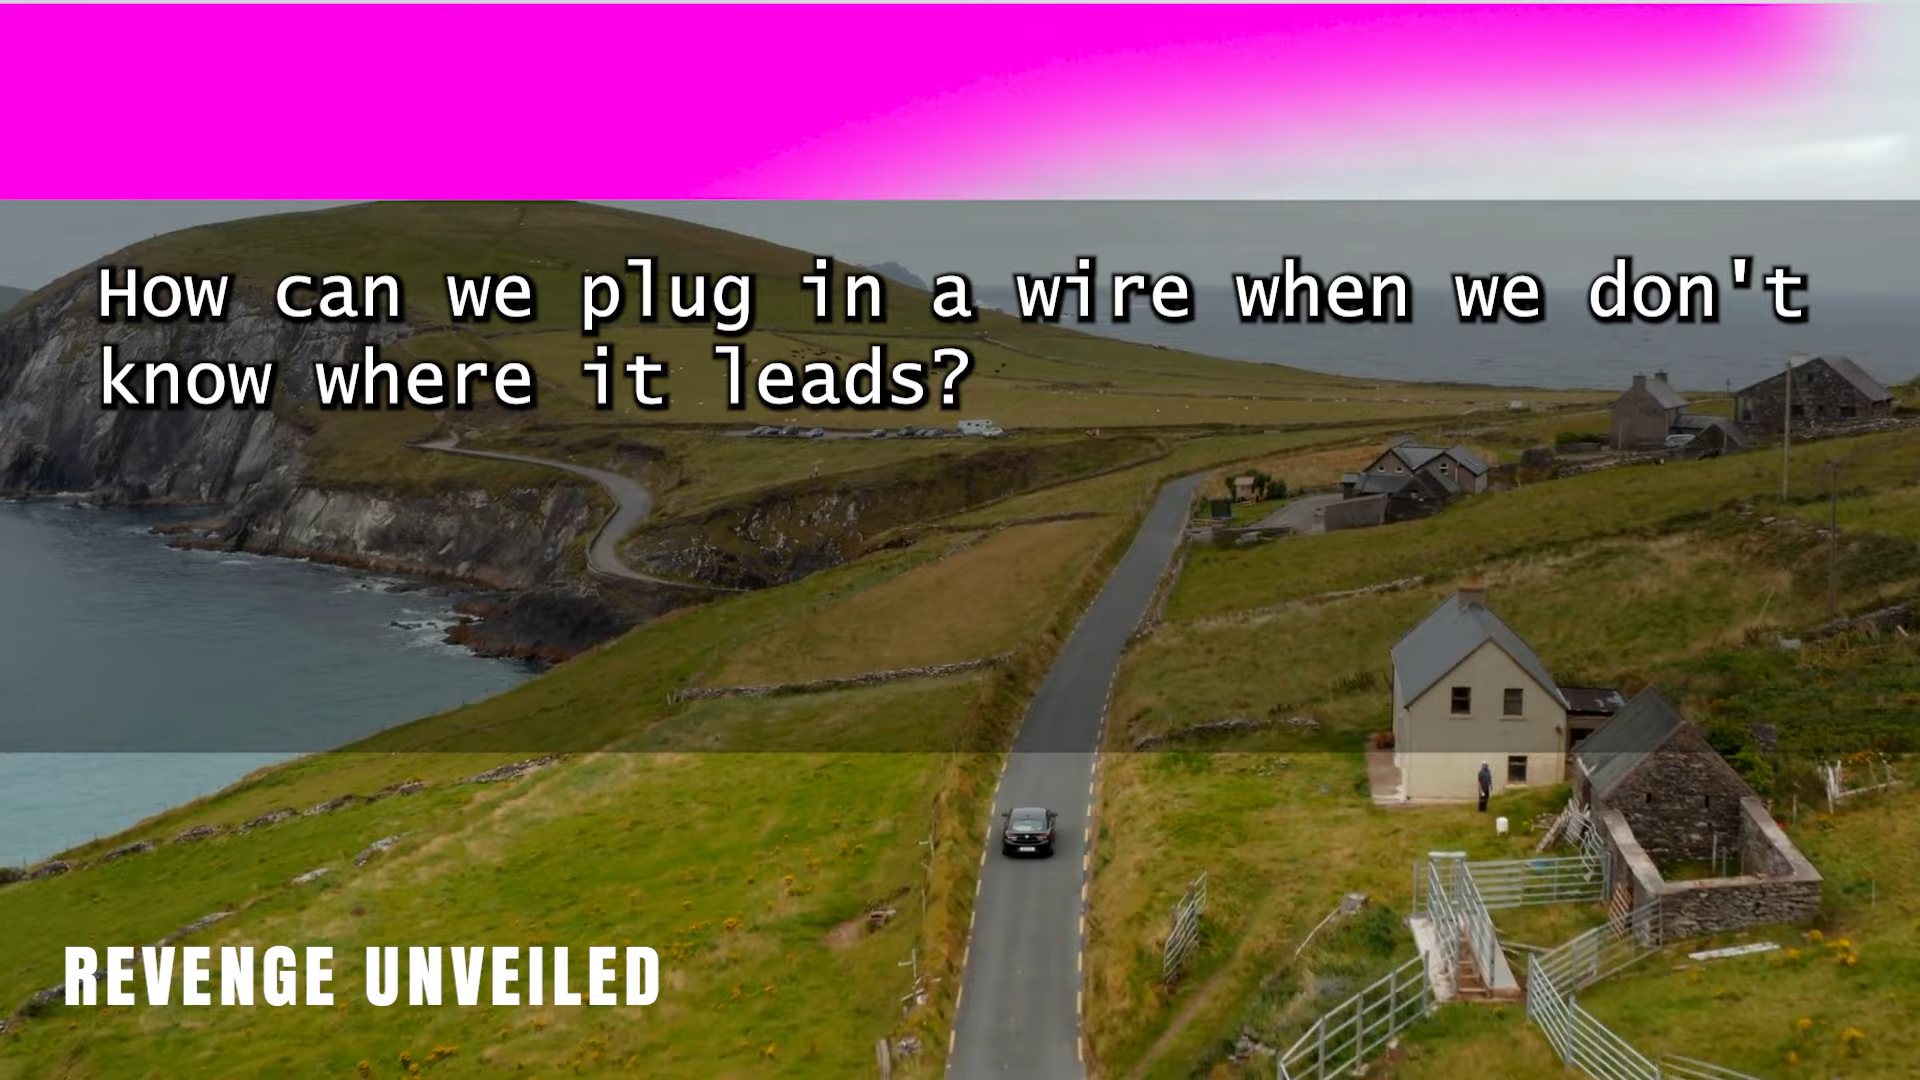 How can we plug in a wire when we don't
know where it leads?
REVENGE UNVEILED